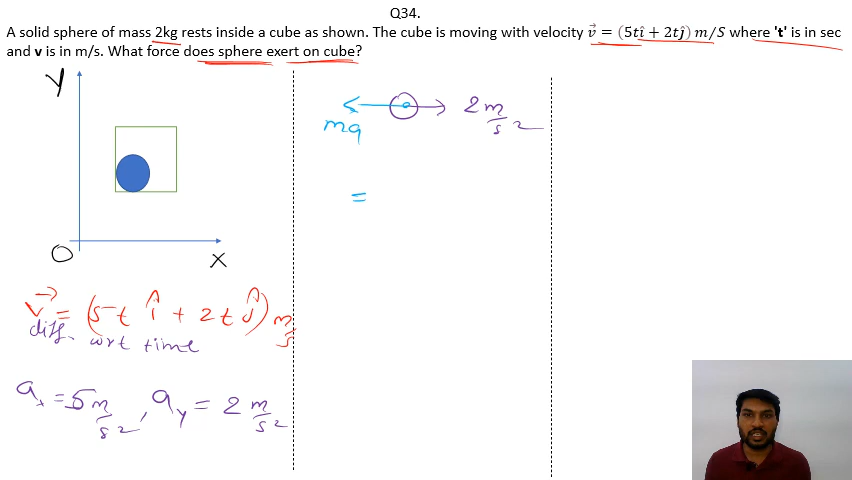 Q34.
A solid sphere of mass 2kg rests inside a cube as shown. The cube is moving with velocity v⃗ = (5tî + 2tĵ) m/S where 't' is in sec
and v is in m/s. What force does sphere exert on cube?
Y
O
X
v⃗ = (5t î + 2t ĵ) m/s
diff. wrt time
aₓ = 5 m/s², a_y = 2 m/s²
ma
2 m/s²
=